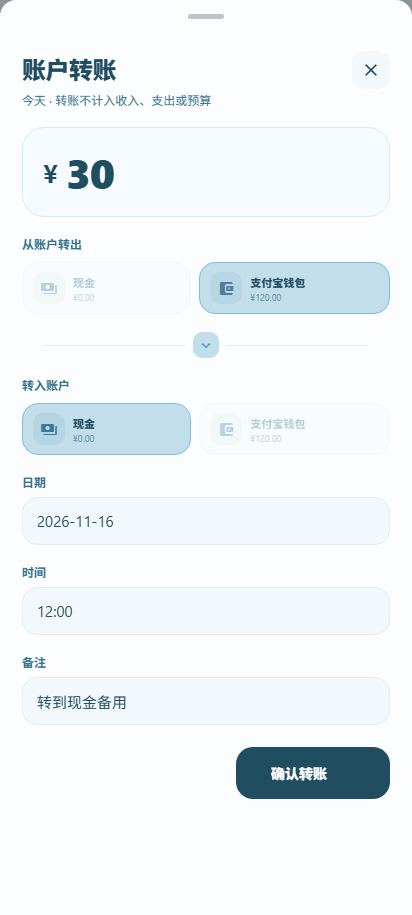 账户转账
今天 · 转账不计入收入、支出或预算
¥ 30
从账户转出
现金
¥0.00
支付宝钱包
¥120.00
转入账户
现金
¥0.00
支付宝钱包
¥120.00
日期
2026-11-16
时间
12:00
备注
转到现金备用
确认转账